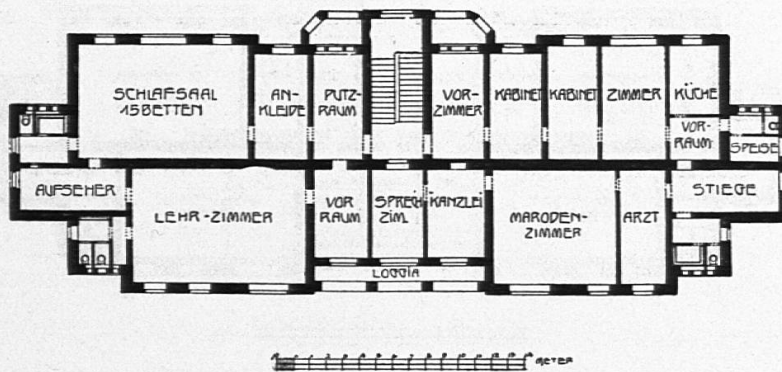 SCHLAFSAAL
15 BETTEN
AN-
KLEIDE
PUTZ-
RAUM
VOR-
ZIMMER
KABINET
KABINET
ZIMMER
KÜCHE
VOR-
RAUM
SPEISE
AUFSEHER
LEHR-ZIMMER
VOR
RAUM
SPRECH
ZIM.
KANZLEI
MARODEN-
ZIMMER
ARZT
STIEGE
LOGGIA
METER